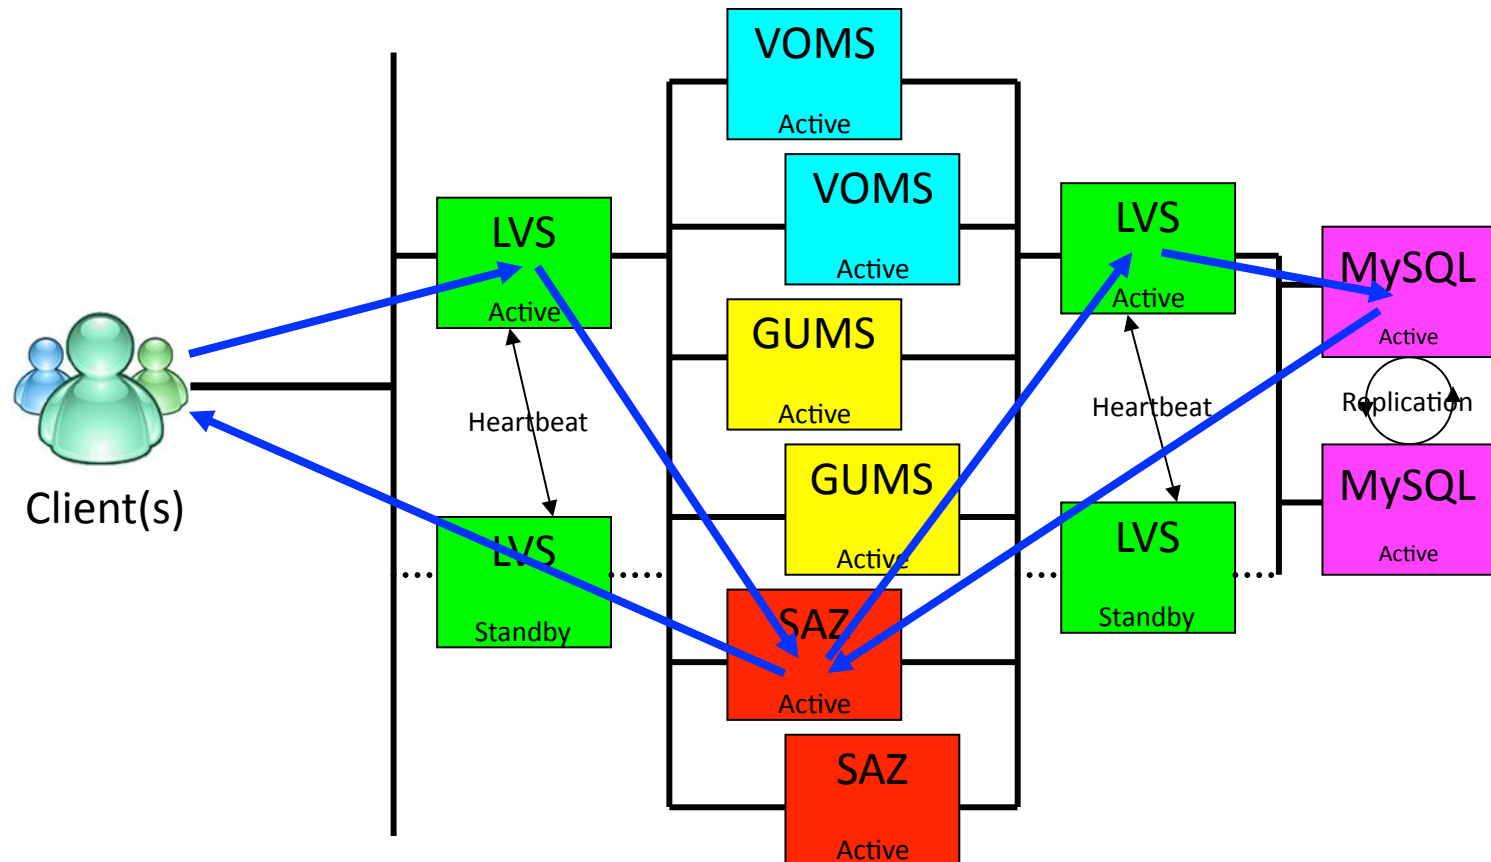 VOMS
Active
VOMS
Active
LVS
Active
LVS
Active
MySQL
Active
GUMS
Active
Heartbeat
Heartbeat
Replication
GUMS
Active
MySQL
Active
Client(s)
LVS
Standby
LVS
Standby
SAZ
Active
SAZ
Active